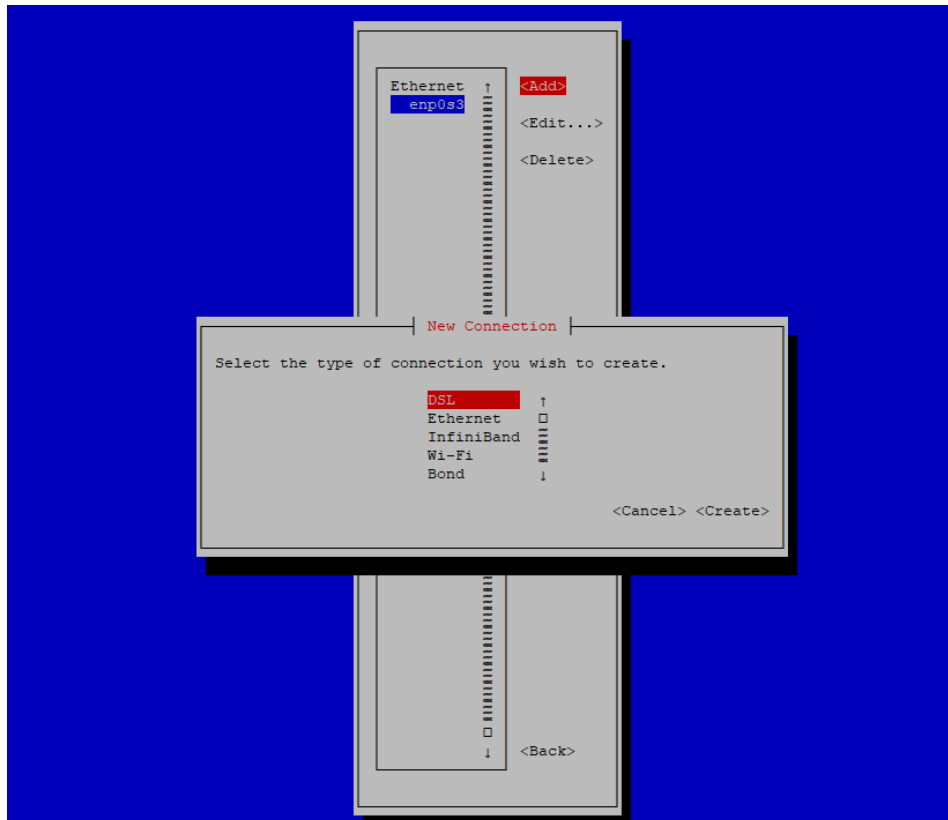 Ethernet <Add>
enp0s3
<Edit...>
<Delete>
New Connection
Select the type of connection you wish to create.
DSL
Ethernet
InfiniBand
Wi-Fi
Bond
<Cancel> <Create>
<Back>